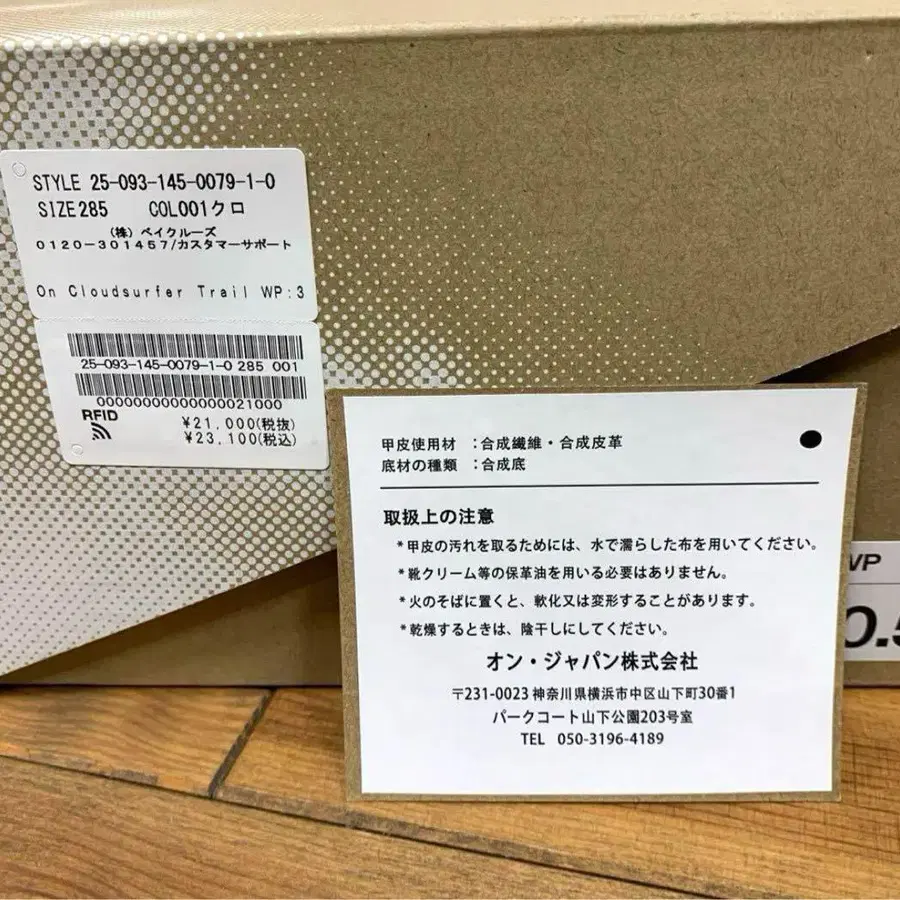 STYLE 25-093-145-0079-1-0
SIZE285 COL001クロ
(株) ベイクルーズ
0120-301457/カスタマーサポート
On Cloudsurfer Trail WP:3
25-093-145-0079-1-0 285 001
00000000000000021000
RFID
¥21,000(税抜)
¥23,100(税込)
甲皮使用材 :合成繊維・合成皮革
底材の種類 :合成底
取扱上の注意
*甲皮の汚れを取るためには、水で濡らした布を用いてください。
*靴クリーム等の保革油を用いる必要はありません。
*火のそばに置くと、軟化又は変形することがあります。
*乾燥するときは、陰干しにしてください。
オン・ジャパン株式会社
〒231-0023 神奈川県横浜市中区山下町30番1
パークコート山下公園203号室
TEL 050-3196-4189
WP
0.5